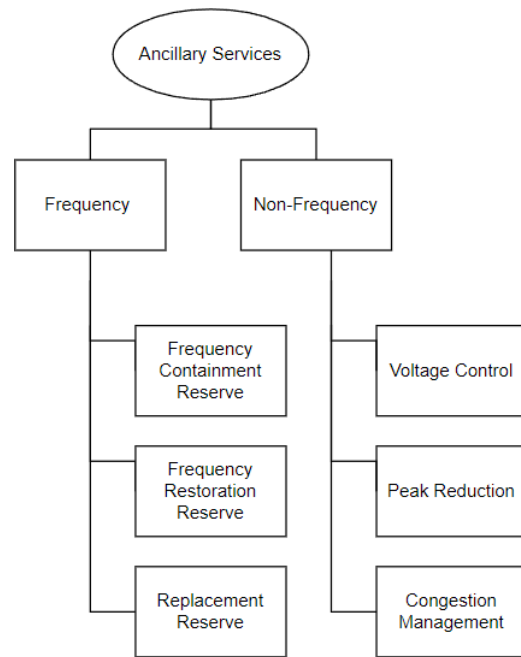 Ancillary Services
Frequency
Non-Frequency
Frequency
Containment
Reserve
Voltage Control
Frequency
Restoration
Reserve
Peak Reduction
Replacement
Reserve
Congestion
Management